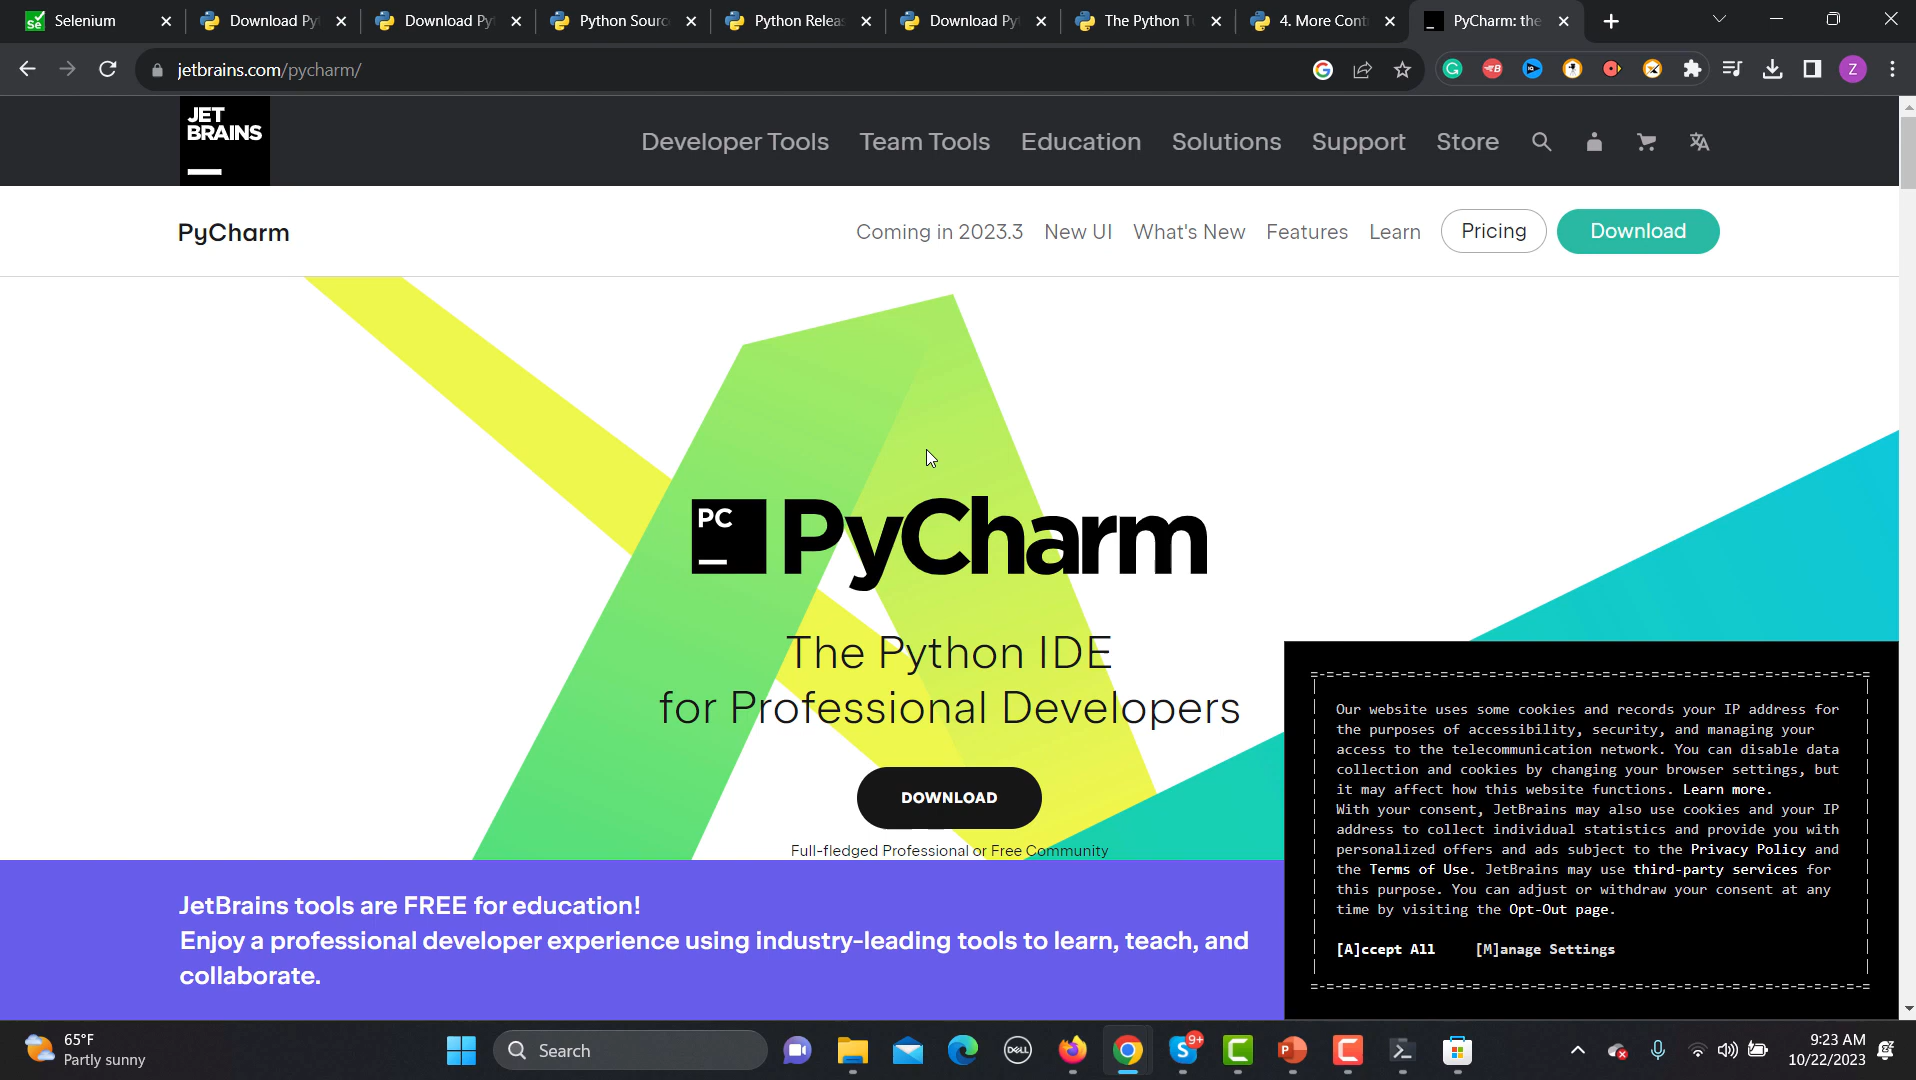 Selenium
Download Py
Download Py
Python Sourc
Python Releas
Download Py
The Python Tu
4. More Cont
PyCharm: the
jetbrains.com/pycharm/
Z
JET
BRAINS
Developer Tools
Team Tools
Education
Solutions
Support
Store
PyCharm
Coming in 2023.3
New UI
What's New
Features
Learn
Pricing
Download
PC
PyCharm
The Python IDE
for Professional Developers
DOWNLOAD
Full-fledged Professional or Free Community
JetBrains tools are FREE for education!
Enjoy a professional developer experience using industry-leading tools to learn, teach, and
collaborate.
Our website uses some cookies and records your IP address for
the purposes of accessibility, security, and managing your
access to the telecommunication network. You can disable data
collection and cookies by changing your browser settings, but
it may affect how this website functions. Learn more.
With your consent, JetBrains may also use cookies and your IP
address to collect individual statistics and provide you with
personalized offers and ads subject to the Privacy Policy and
the Terms of Use. JetBrains may use third-party services for
this purpose. You can adjust or withdraw your consent at any
time by visiting the Opt-Out page.
[A]ccept All
[M]anage Settings
65°F
Partly sunny
Search
DELL
9+
9:23 AM
10/22/2023